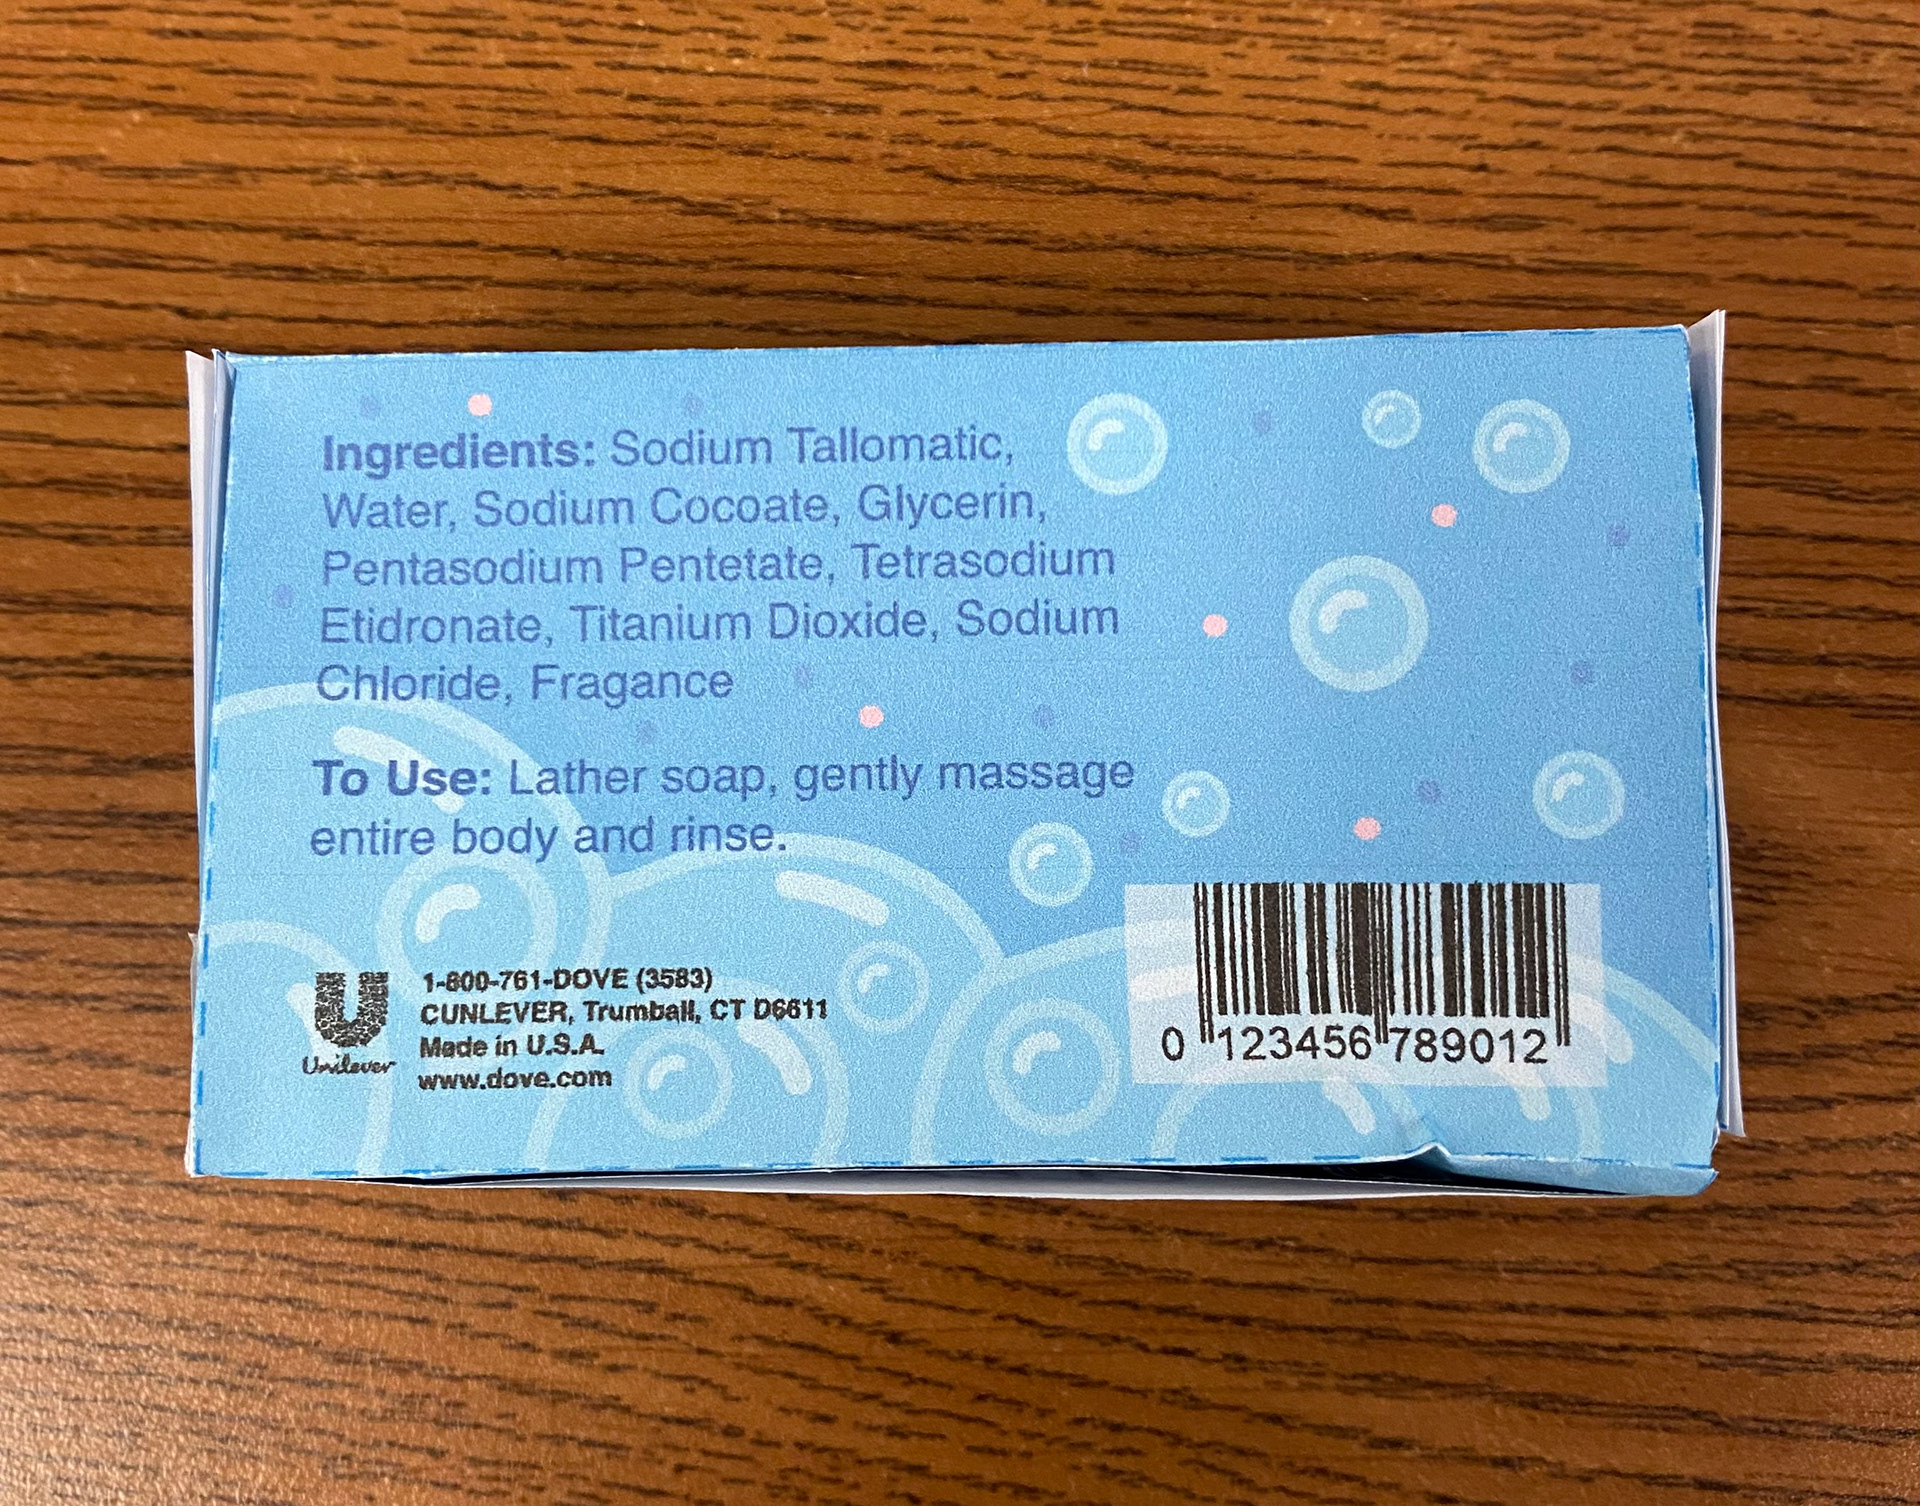 Ingredients: Sodium Tallomatic,
Water, Sodium Cocoate, Glycerin,
Pentasodium Pentetate, Tetrasodium
Etidronate, Titanium Dioxide, Sodium
Chloride, Fragance
To Use: Lather soap, gently massage
entire body and rinse.
Unilever
1-800-761-DOVE (3583)
CUNLEVER, Trumball, CT D6611
Made in U.S.A.
www.dove.com
0 123456 789012